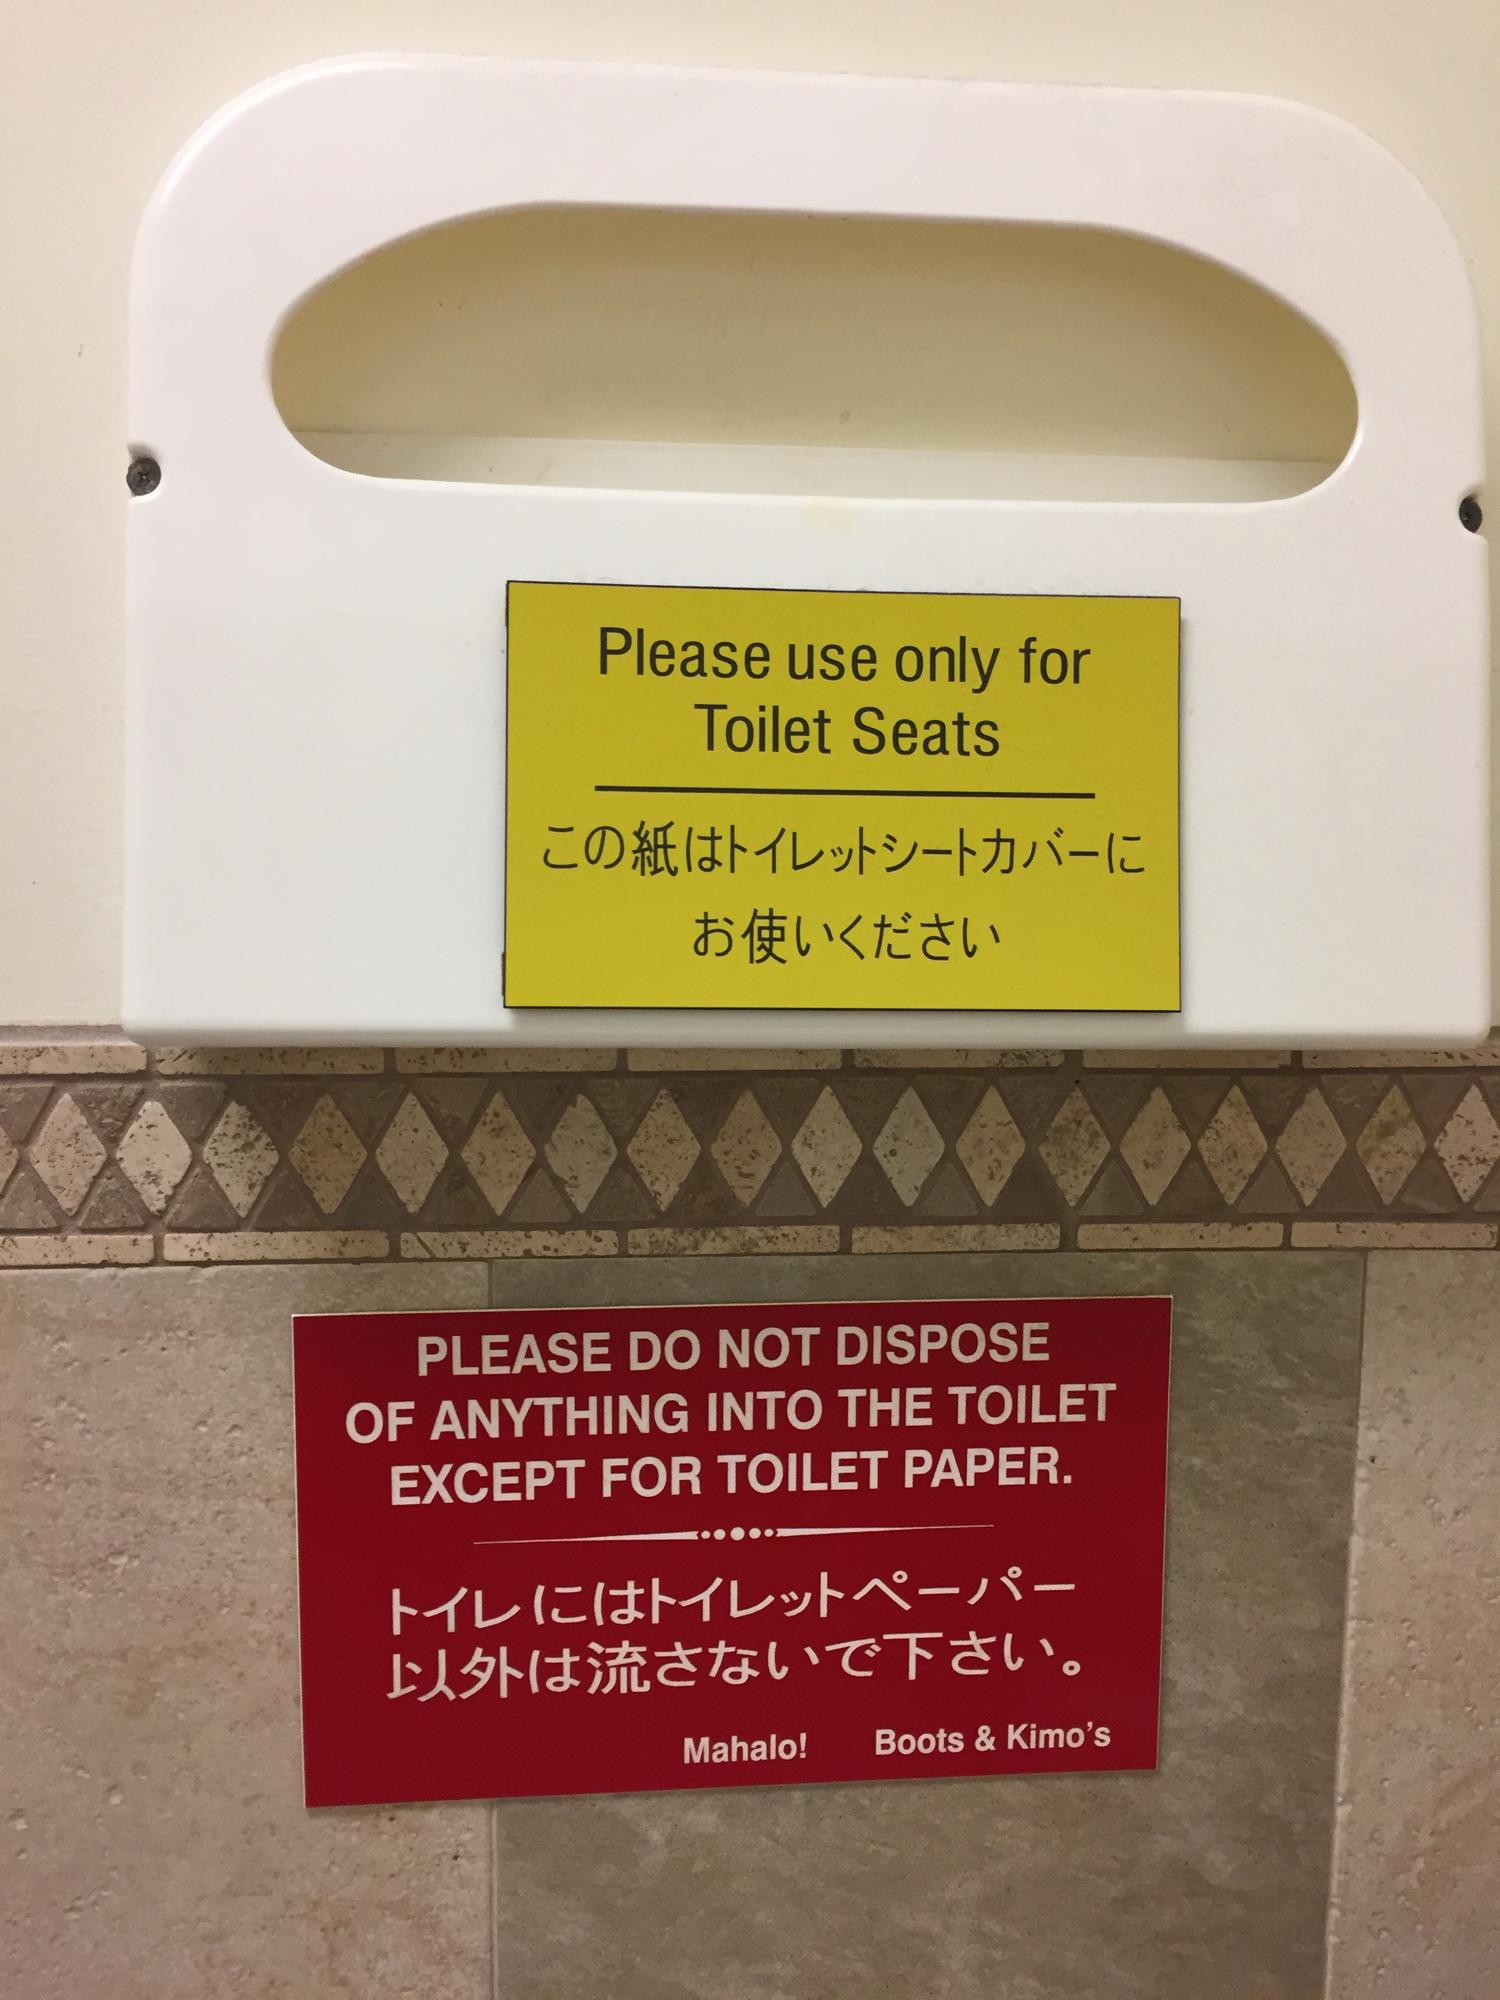 Please use only for
Toilet Seats
この紙はトイレットシートカバーに
お使いください
PLEASE DO NOT DISPOSE
OF ANYTHING INTO THE TOILET
EXCEPT FOR TOILET PAPER.
トイレにはトイレットペーパー
以外は流さないで下さい。
Mahalo! Boots & Kimo's